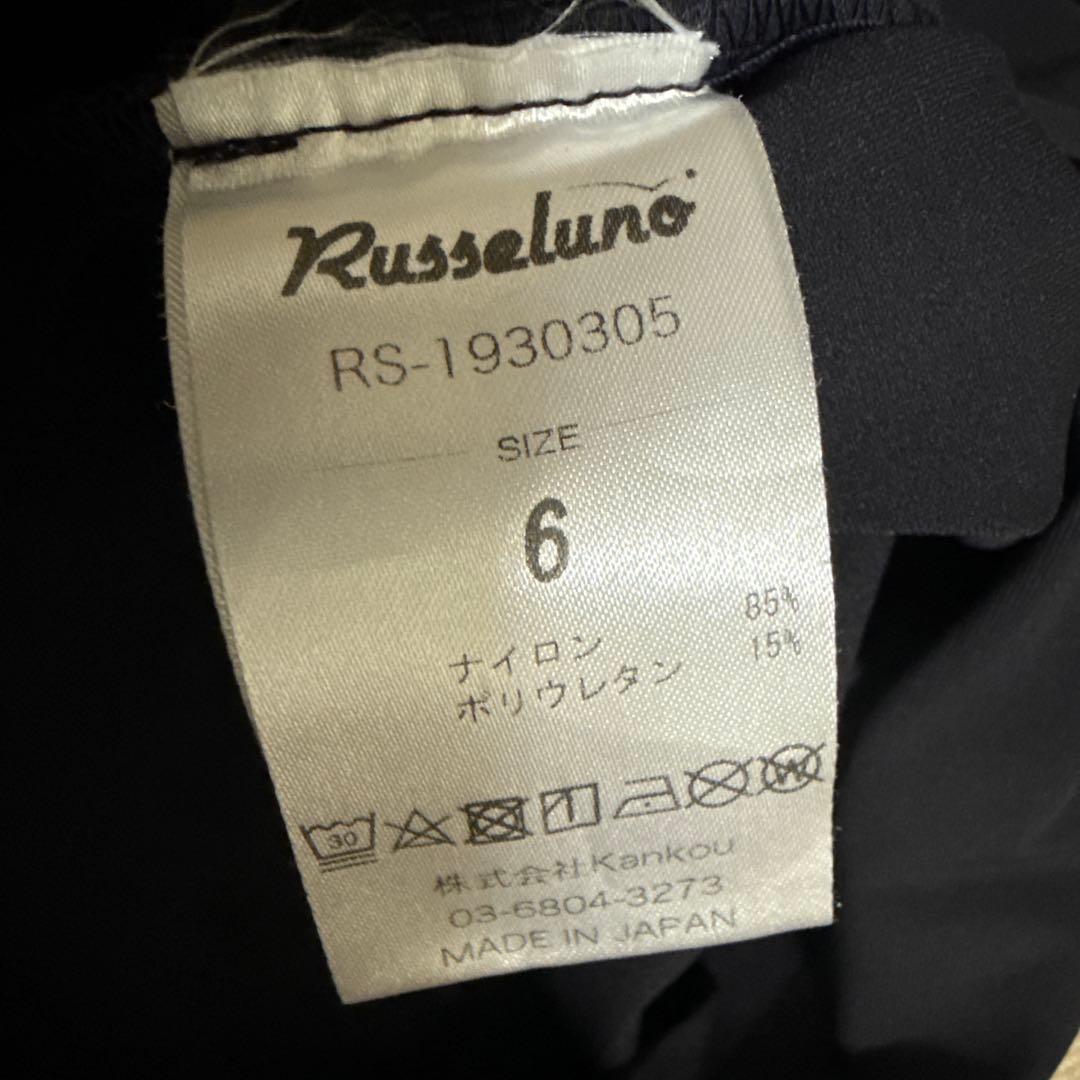 Russeluno
RS-1930305
SIZE
6
ナイロン 85%
ポリウレタン 15%
30
W
株式会社Kankou
03-6804-3273
MADE IN JAPAN